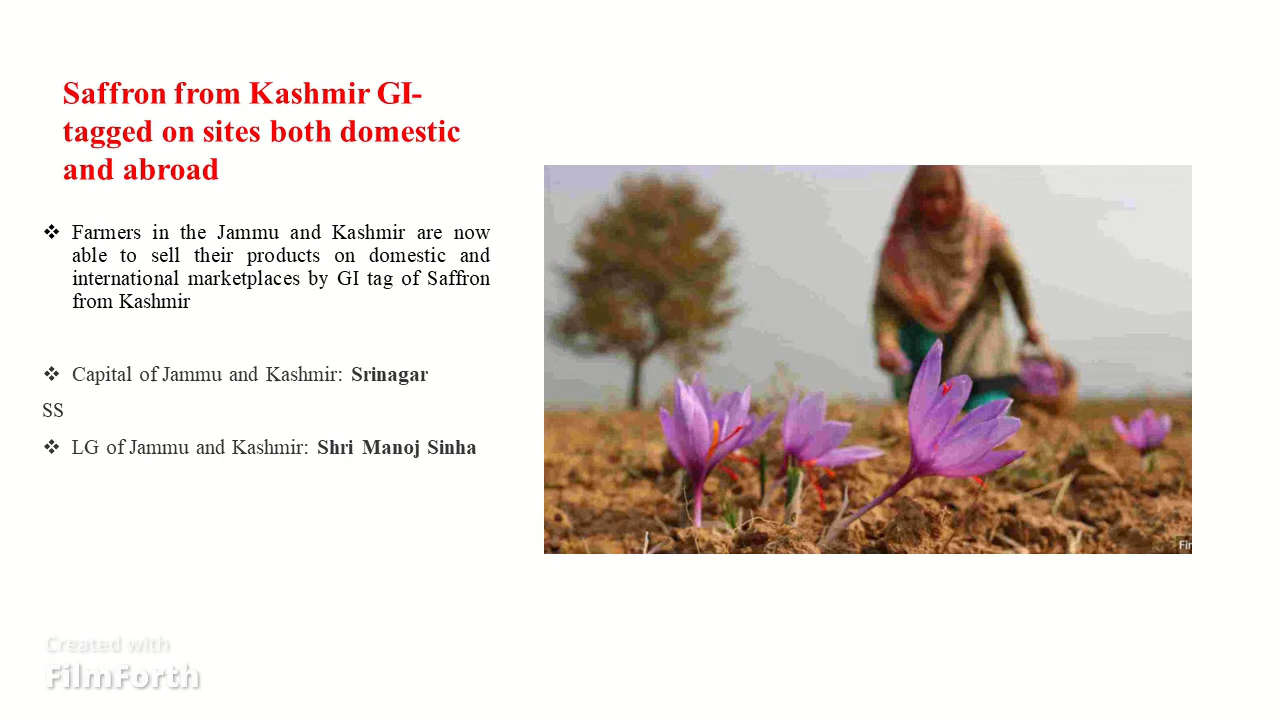 Saffron from Kashmir GI-
tagged on sites both domestic
and abroad
❖ Farmers in the Jammu and Kashmir are now
able to sell their products on domestic and
international marketplaces by GI tag of Saffron
from Kashmir
❖ Capital of Jammu and Kashmir: Srinagar
SS
❖ LG of Jammu and Kashmir: Shri Manoj Sinha
Created with
FilmForth